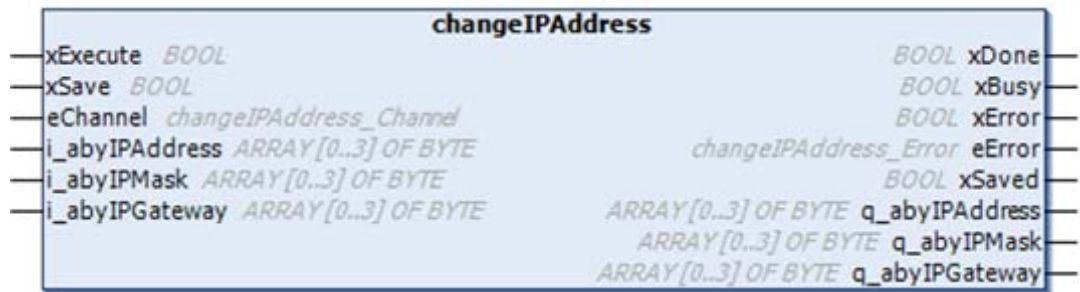 changeIPAddress
xExecute BOOL BOOL xDone
xSave BOOL BOOL xBusy
eChannel changeIPAddress_Channel BOOL xError
i_abyIPAddress ARRAY [0..3] OF BYTE changeIPAddress_Error eError
i_abyIPMask ARRAY [0..3] OF BYTE BOOL xSaved
i_abyIPGateway ARRAY [0..3] OF BYTE ARRAY [0..3] OF BYTE q_abyIPAddress
ARRAY [0..3] OF BYTE q_abyIPMask
ARRAY [0..3] OF BYTE q_abyIPGateway